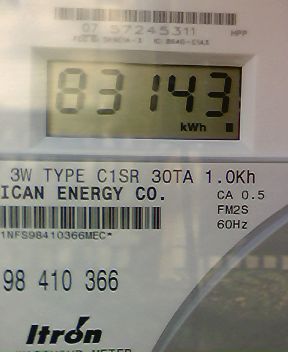 07 57245311 HPP
83143
kWh
3W TYPE C1SR 30TA 1.0Kh
ICAN ENERGY CO. CA 0.5
FM2S
60Hz
1NFS98410366MEC*
98 410 366
Itron